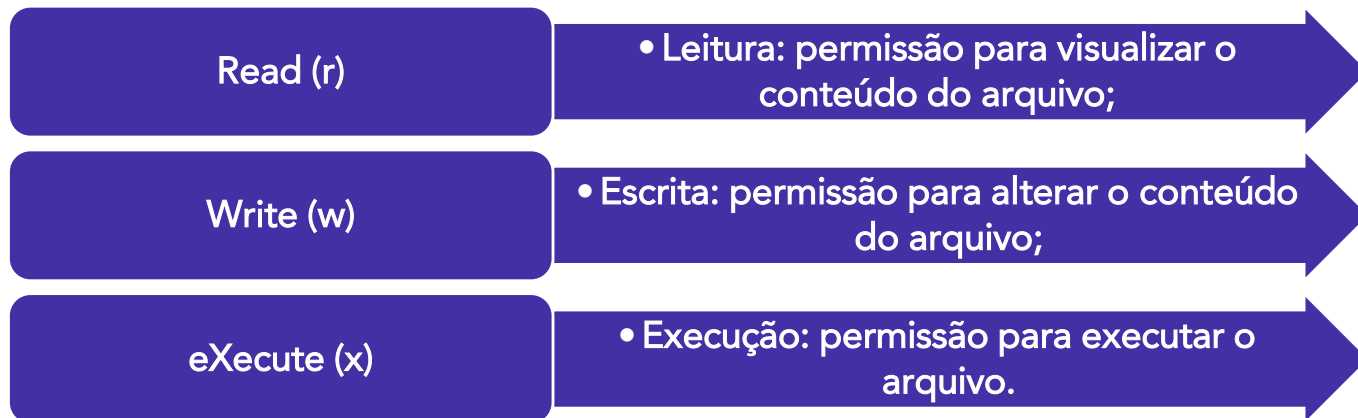 Read (r)
• Leitura: permissão para visualizar o
conteúdo do arquivo;
Write (w)
• Escrita: permissão para alterar o conteúdo
do arquivo;
eXecute (x)
• Execução: permissão para executar o
arquivo.